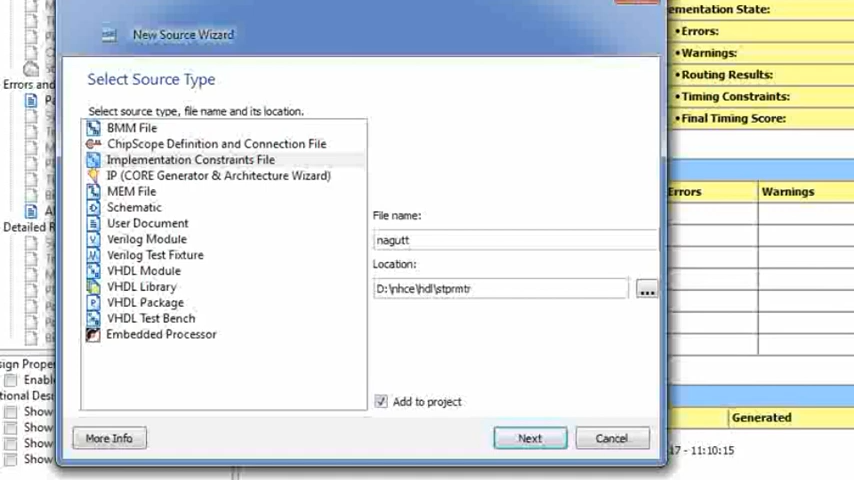 New Source Wizard
Select Source Type
Select source type, file name and its location.
BMM File
ChipScope Definition and Connection File
Implementation Constraints File
IP (CORE Generator & Architecture Wizard)
MEM File
Schematic
User Document
Verilog Module
Verilog Test Fixture
VHDL Module
VHDL Library
VHDL Package
VHDL Test Bench
Embedded Processor
File name:
nagutt
Location:
D:\nhce\hdl\stprmtr
...
Add to project
More Info
Next
Cancel
Errors and
Detailed R
sign Proper
Enabl
tional Desi
Show
Show
Show
Show
ementation State:
•Errors:
•Warnings:
•Routing Results:
•Timing Constraints:
•Final Timing Score:
Errors
Warnings
Generated
17 - 11:10:15